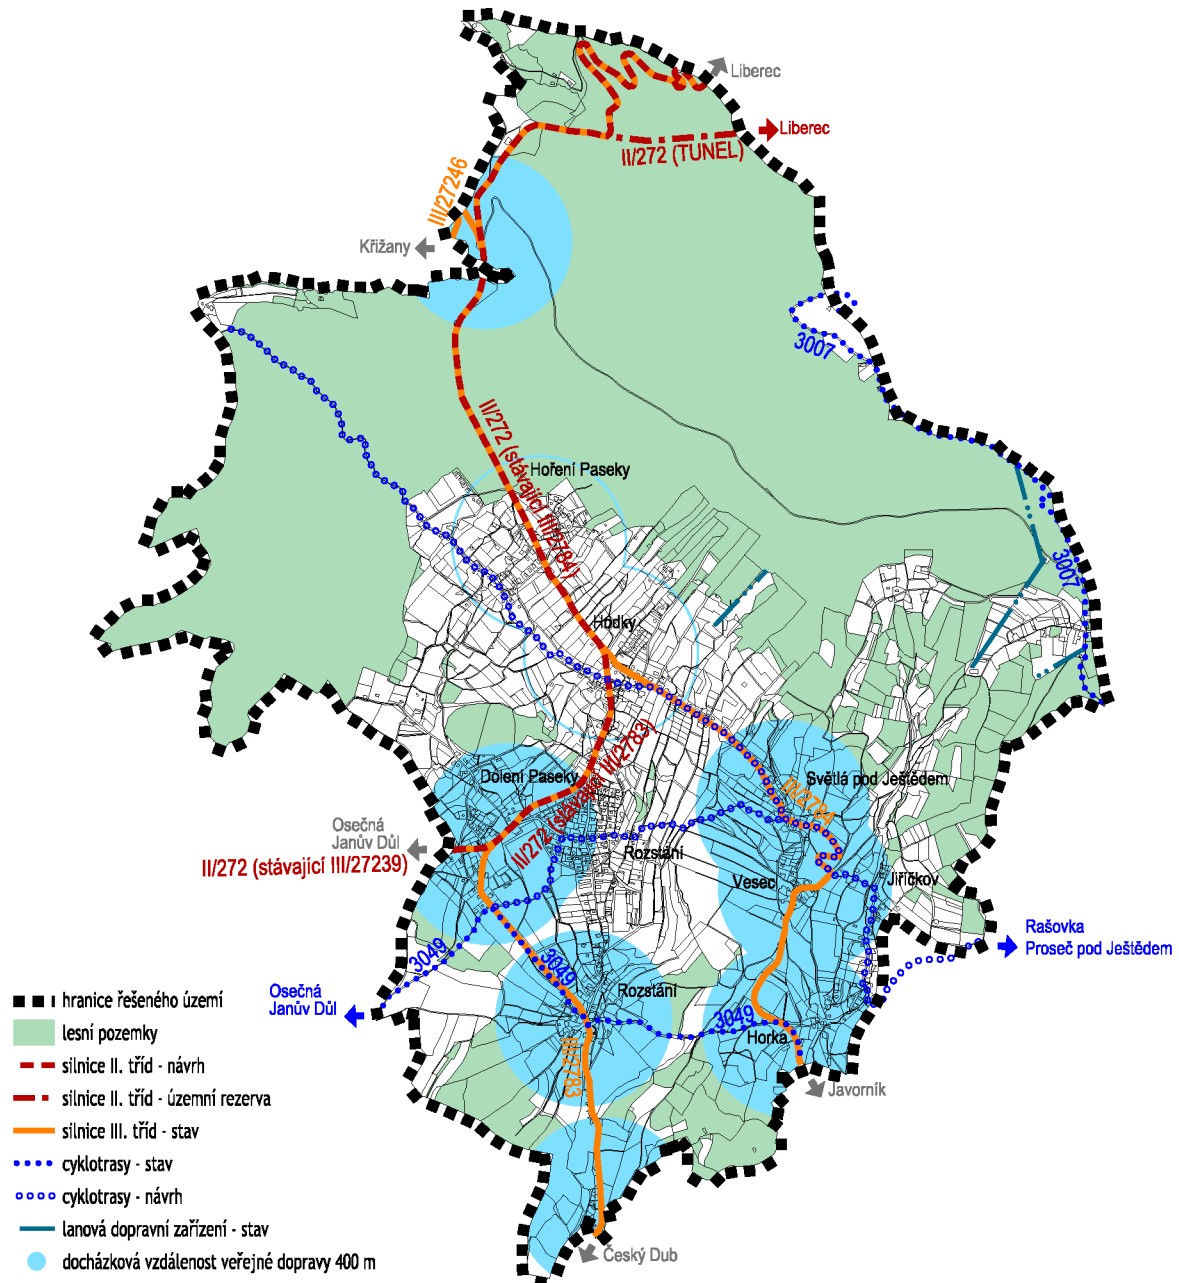 Liberec
Liberec
II/272 (TUNEL)
III/27246
Křižany
3007
II/272 (stávající III/2784)
Hoření Paseky
3007
Hodky
Dolení Paseky
II/272 (stávající III/2783)
Světlá pod Ještědem
III/2784
Osečná
Janův Důl
II/272 (stávající III/27239)
Rozstání
Vesec
Jiříčkov
Rašovka
Proseč pod Ještědem
3049
3049
Rozstání
Osečná
Janův Důl
3049
Horka
III/2783
Javorník
Český Dub
hranice řešeného území
lesní pozemky
silnice II. tříd - návrh
silnice II. tříd - územní rezerva
silnice III. tříd - stav
cyklotrasy - stav
cyklotrasy - návrh
lanová dopravní zařízení - stav
docházková vzdálenost veřejné dopravy 400 m